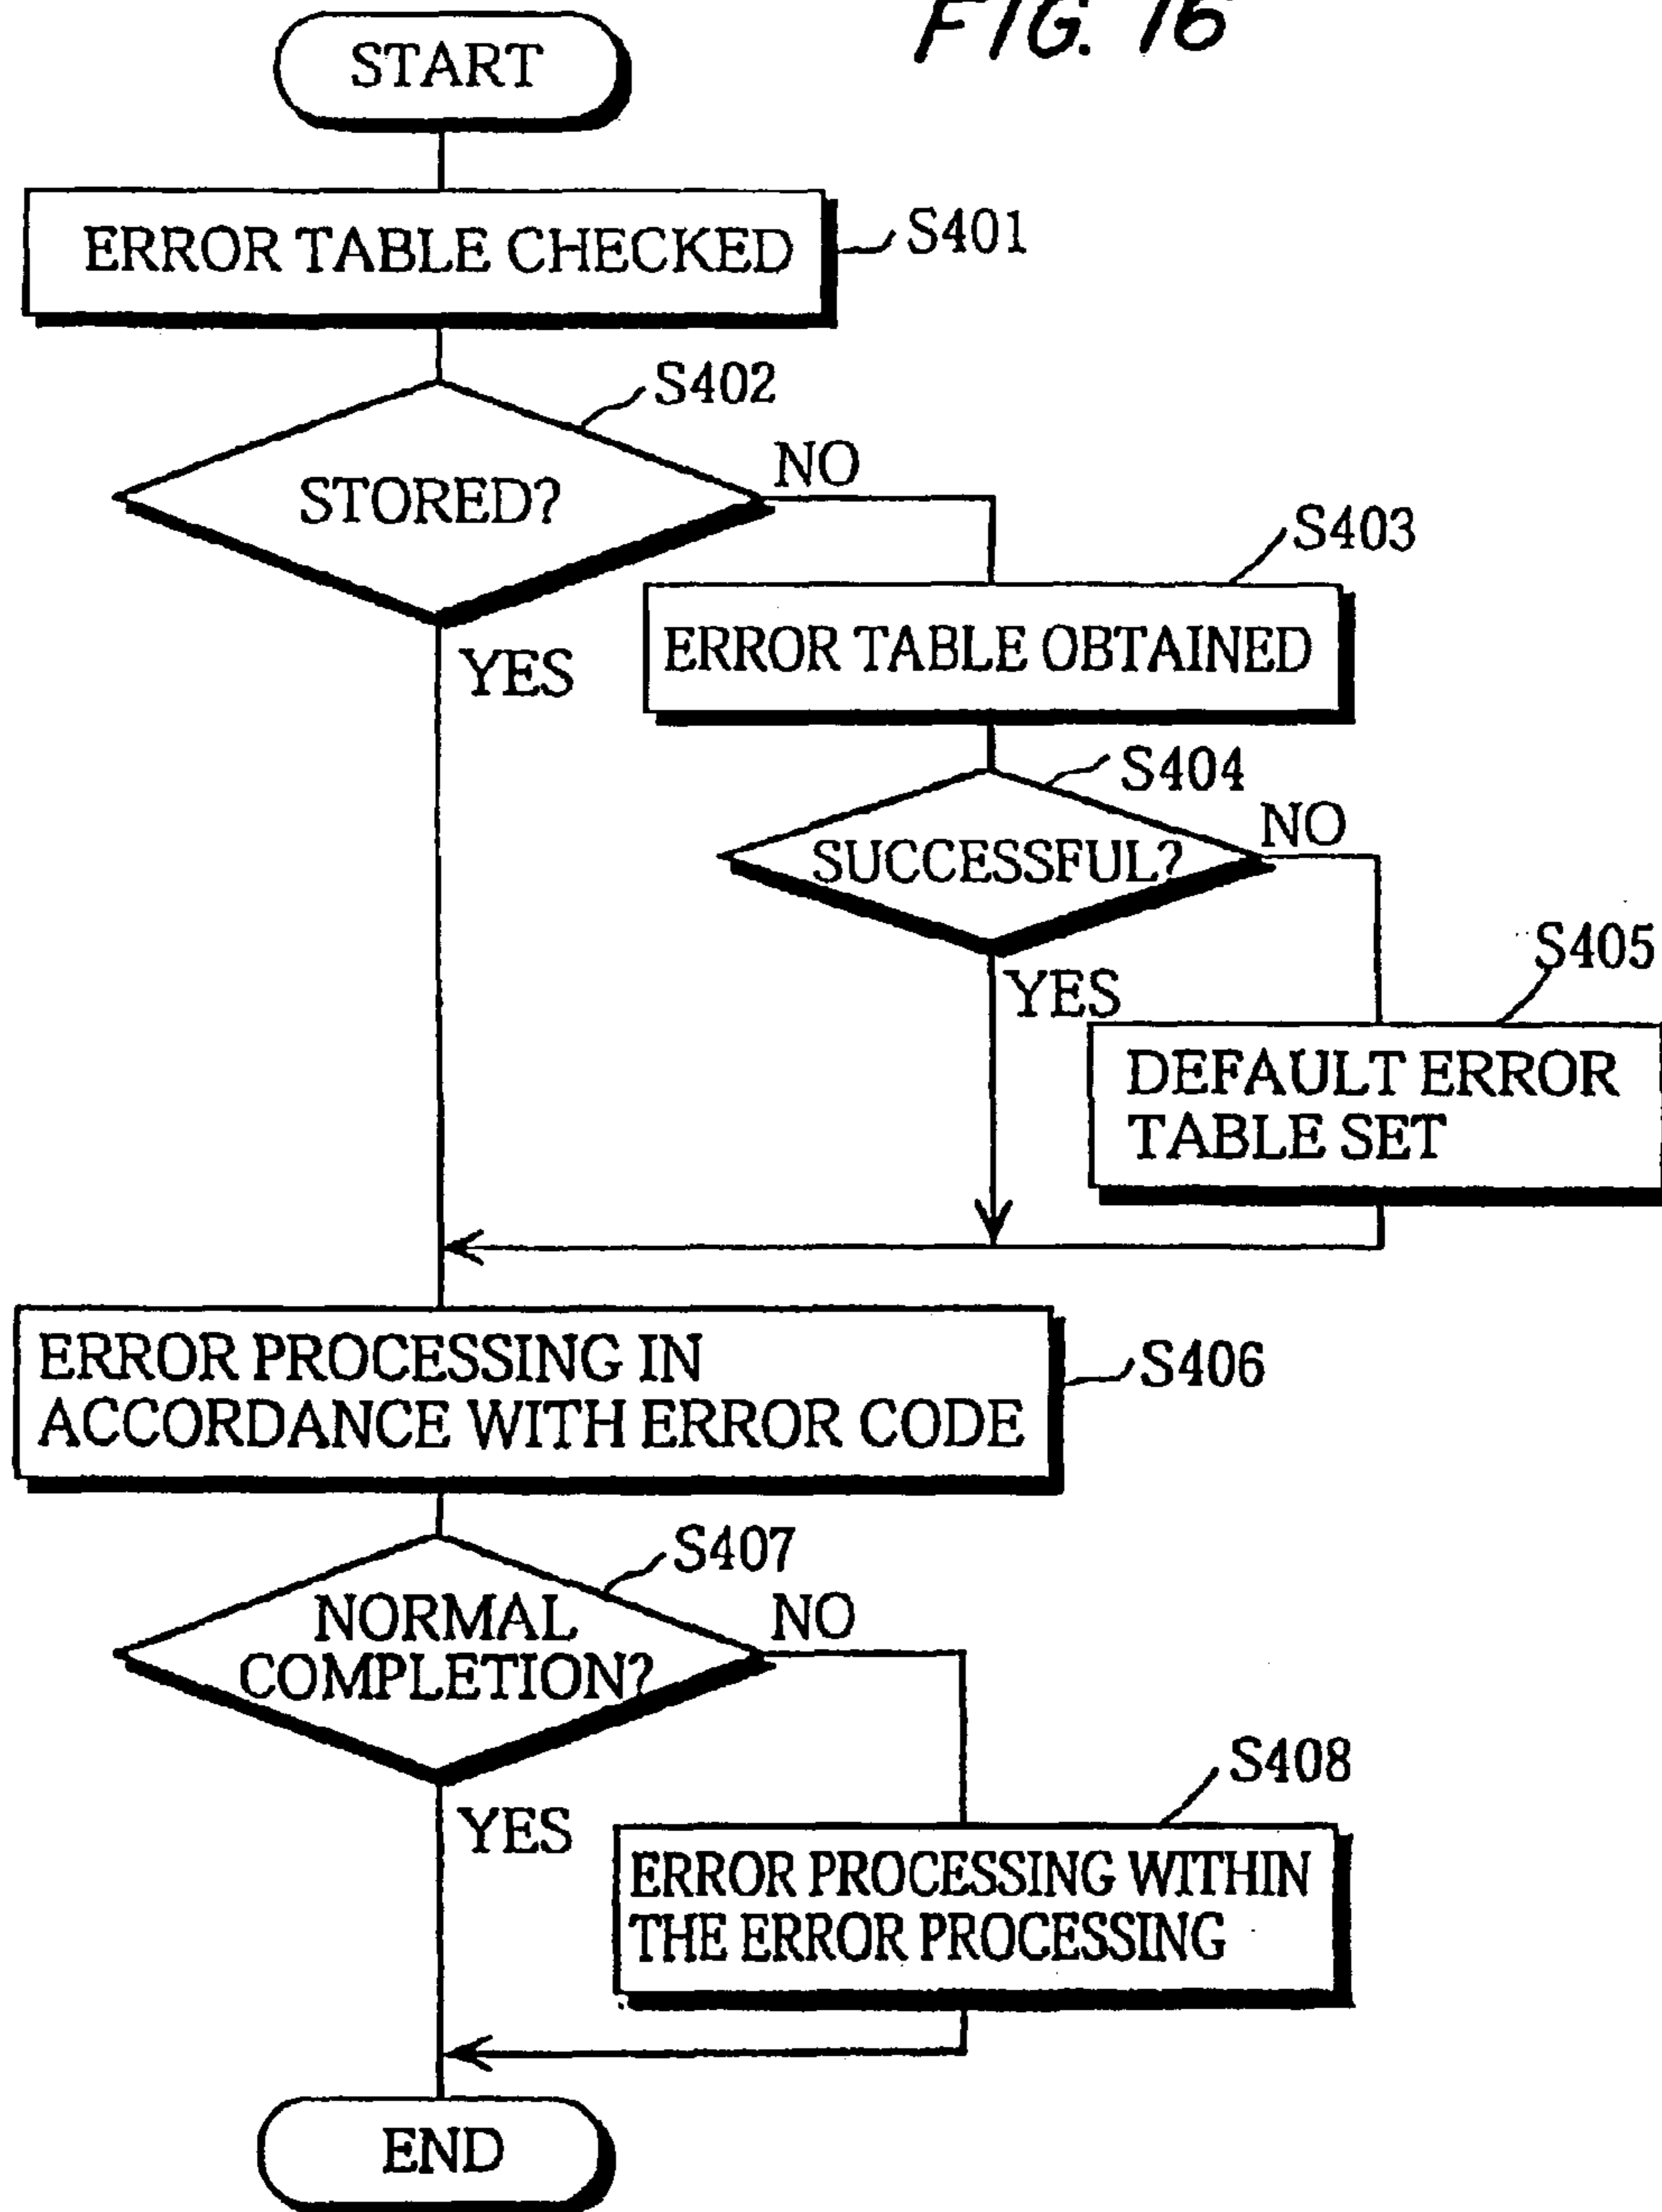 FIG. 16
START
ERROR TABLE CHECKED
S401
S402
STORED?
NO
YES
S403
ERROR TABLE OBTAINED
S404
SUCCESSFUL?
NO
YES
S405
DEFAULT ERROR
TABLE SET
ERROR PROCESSING IN
ACCORDANCE WITH ERROR CODE
S406
S407
NORMAL
COMPLETION?
NO
YES
S408
ERROR PROCESSING WITHIN
THE ERROR PROCESSING
END